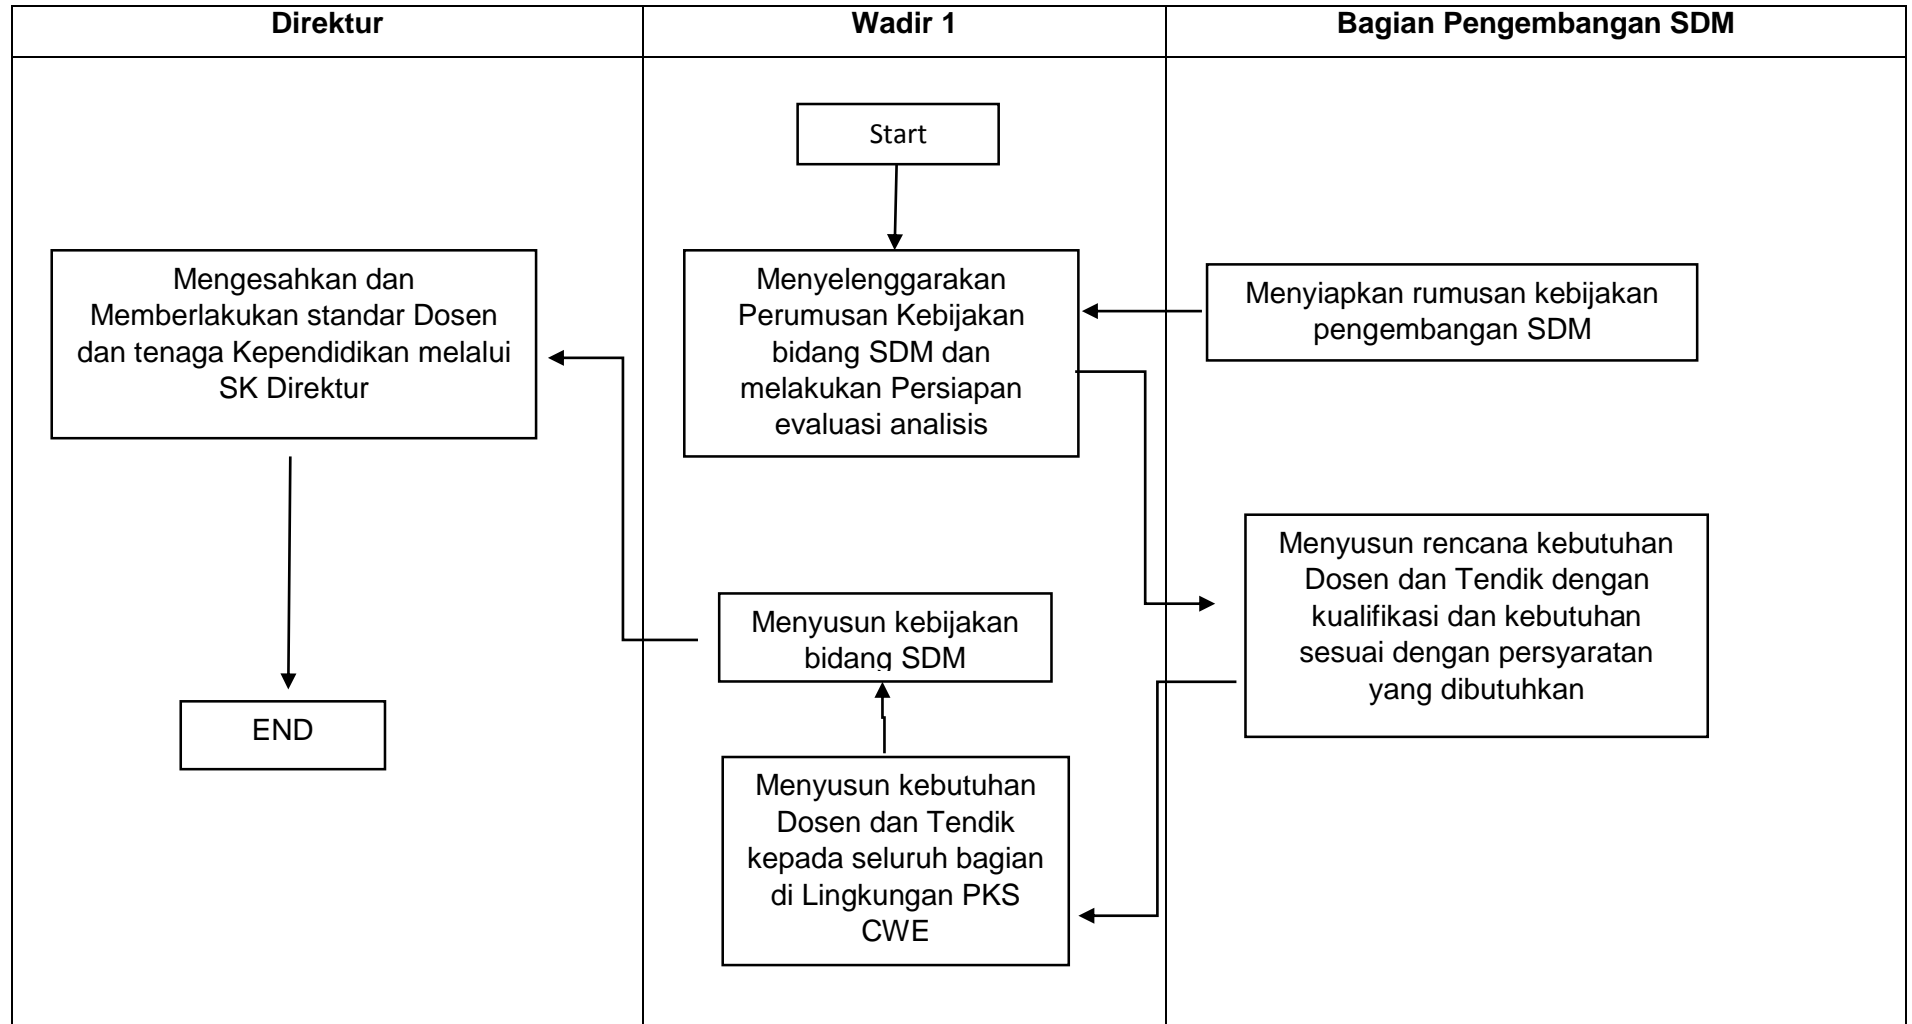 Direktur
Wadir 1
Bagian Pengembangan SDM
Start
Mengesahkan dan
Memberlakukan standar Dosen
dan tenaga Kependidikan melalui
SK Direktur
Menyelenggarakan
Perumusan Kebijakan
bidang SDM dan
melakukan Persiapan
evaluasi analisis
Menyiapkan rumusan kebijakan
pengembangan SDM
Menyusun rencana kebutuhan
Dosen dan Tendik dengan
kualifikasi dan kebutuhan
sesuai dengan persyaratan
yang dibutuhkan
Menyusun kebijakan
bidang SDM
END
Menyusun kebutuhan
Dosen dan Tendik
kepada seluruh bagian
di Lingkungan PKS
CWE